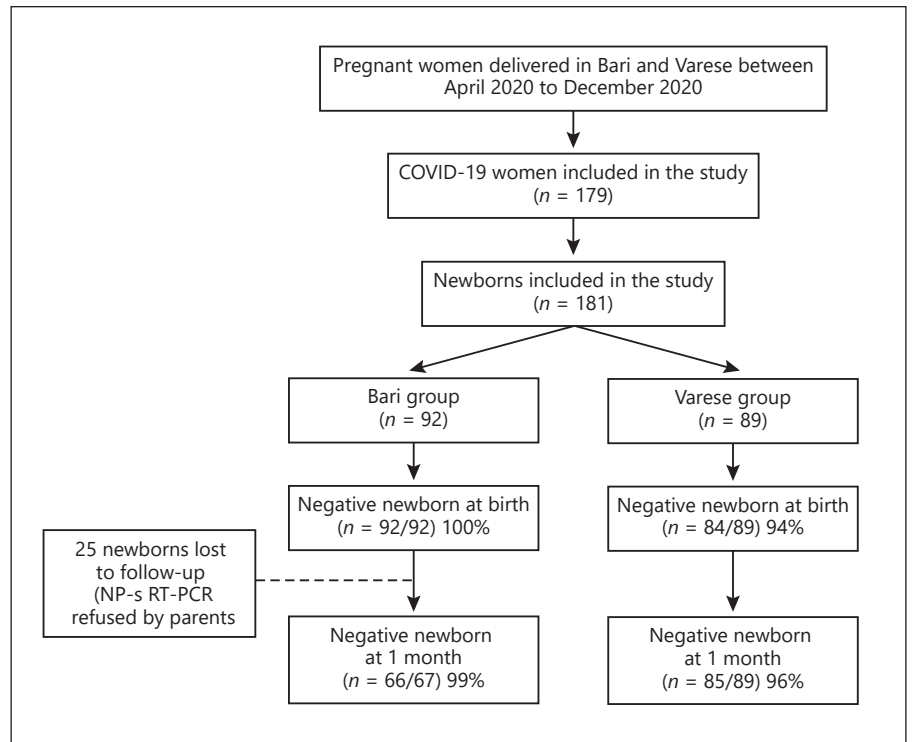 Pregnant women delivered in Bari and Varese between
April 2020 to December 2020
COVID-19 women included in the study
(n = 179)
Newborns included in the study
(n = 181)
Bari group
(n = 92)
Varese group
(n = 89)
Negative newborn at birth
(n = 92/92) 100%
Negative newborn at birth
(n = 84/89) 94%
25 newborns lost
to follow-up
(NP-s RT-PCR
refused by parents
Negative newborn
at 1 month
(n = 66/67) 99%
Negative newborn
at 1 month
(n = 85/89) 96%